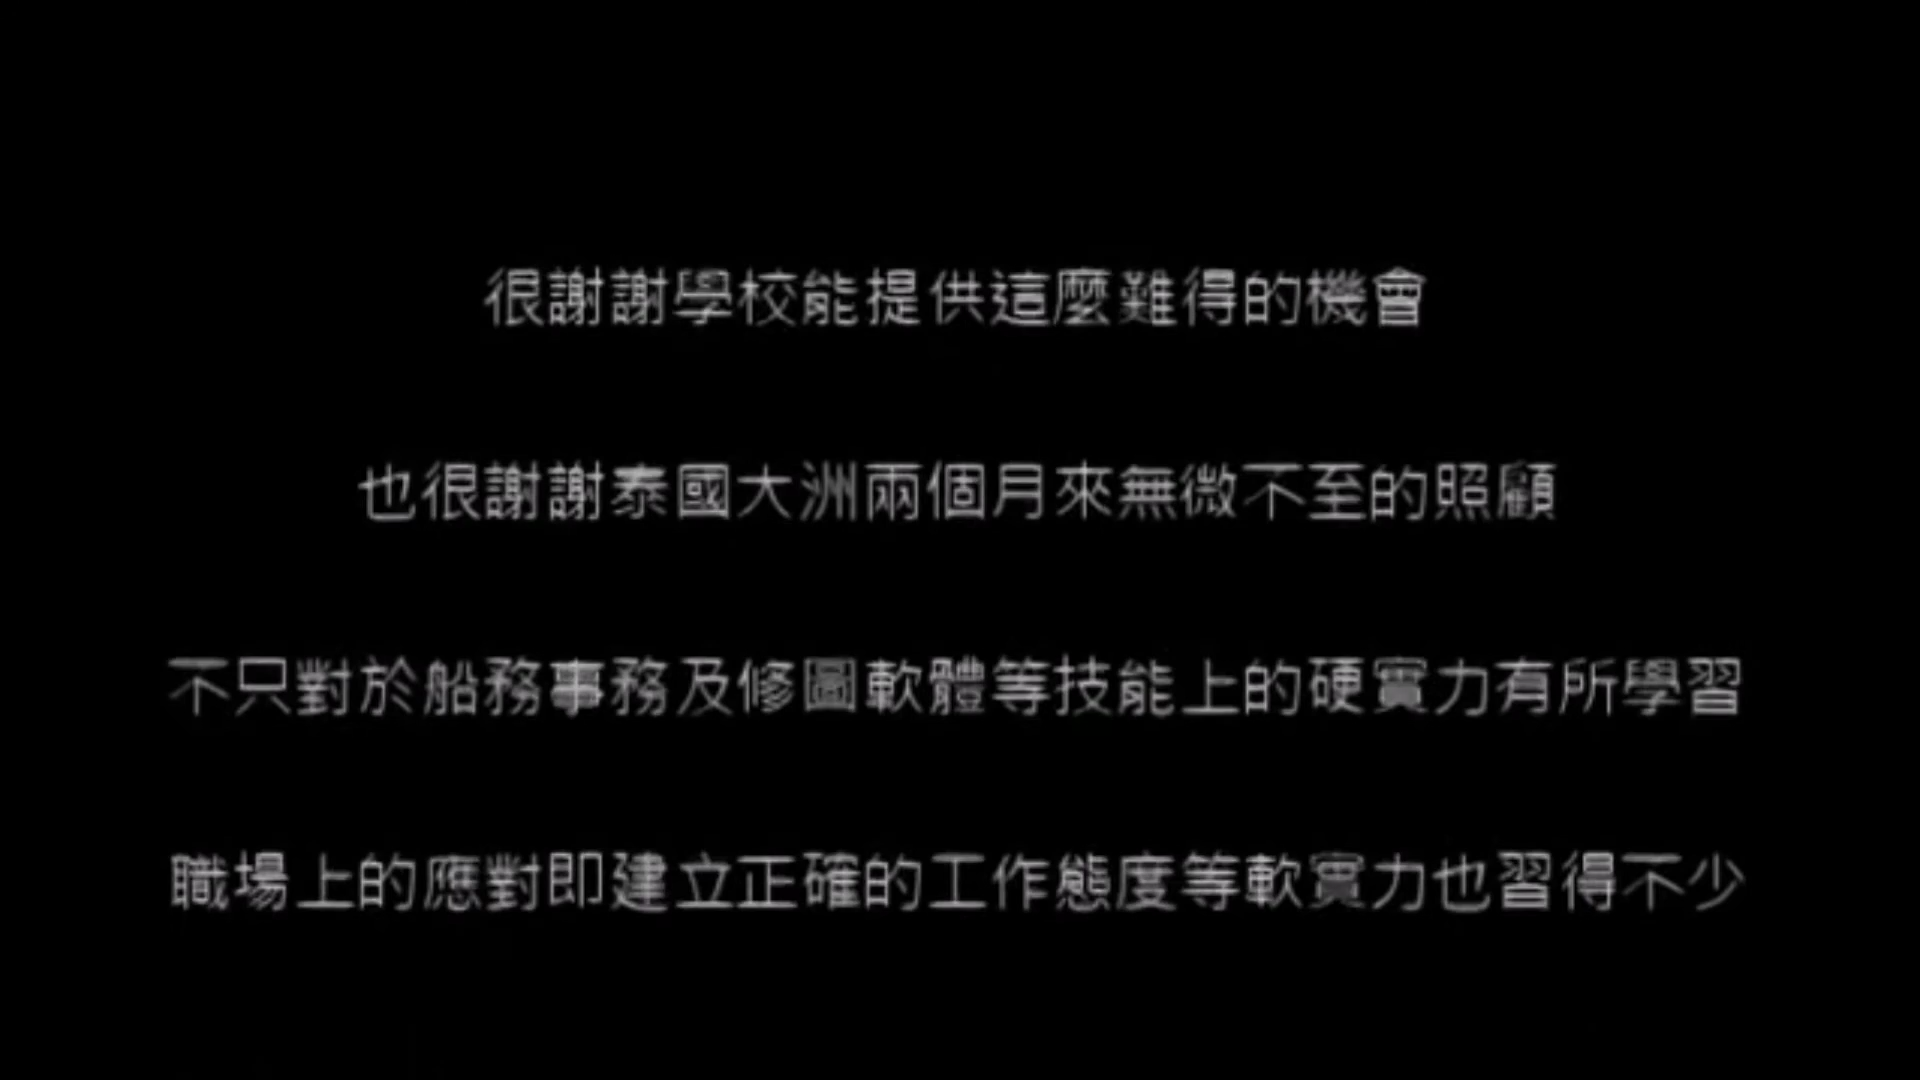 很謝謝學校能提供這麼難得的機會
也很謝謝泰國大洲兩個月來無微不至的照顧
不只對於船務事務及修圖軟體等技能上的硬實力有所學習
職場上的應對即建立正確的工作態度等軟實力也習得不少